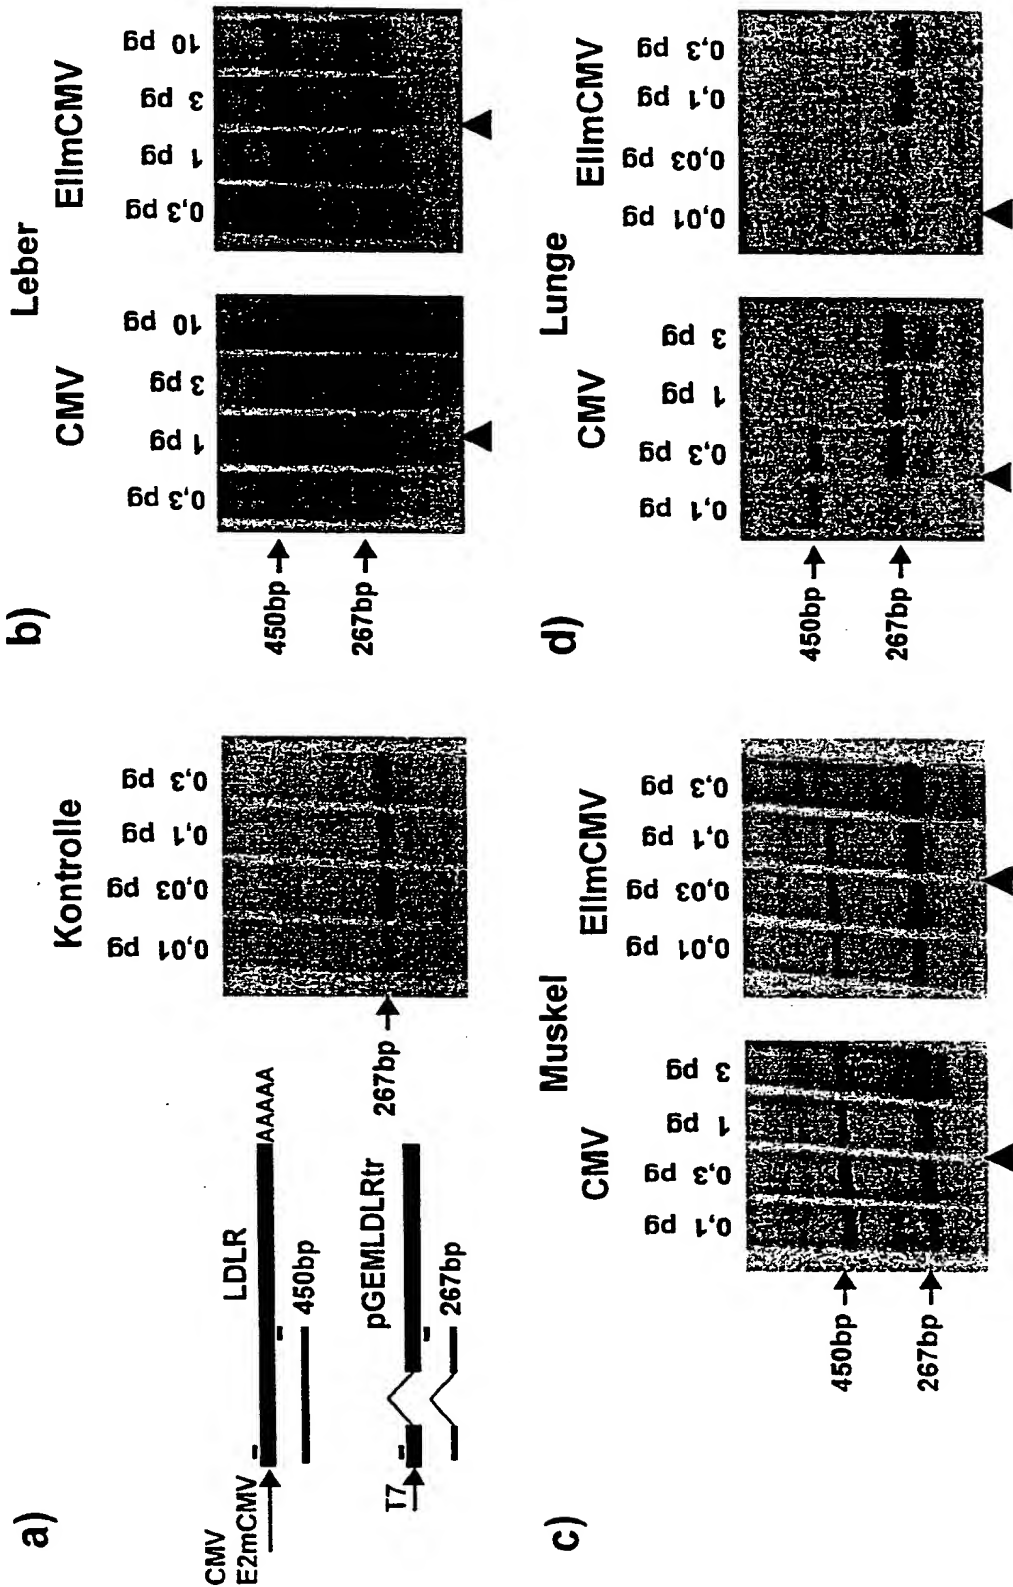 a)
CMV
E2mCMV
LDLR
AAAAA
450bp
T7
pGEMLDLRtr
267bp
Kontrolle
0,01 pg
0,03 pg
0,1 pg
0,3 pg
267bp
b)
Leber
CMV
EIImCMV
0,3 pg
1 pg
3 pg
10 pg
0,3 pg
1 pg
3 pg
10 pg
450bp
267bp
c)
Muskel
CMV
EIImCMV
0,1 pg
0,3 pg
1 pg
3 pg
0,01 pg
0,03 pg
0,1 pg
0,3 pg
450bp
267bp
d)
Lunge
CMV
EIImCMV
0,1 pg
0,3 pg
1 pg
3 pg
0,01 pg
0,03 pg
0,1 pg
0,3 pg
450bp
267bp